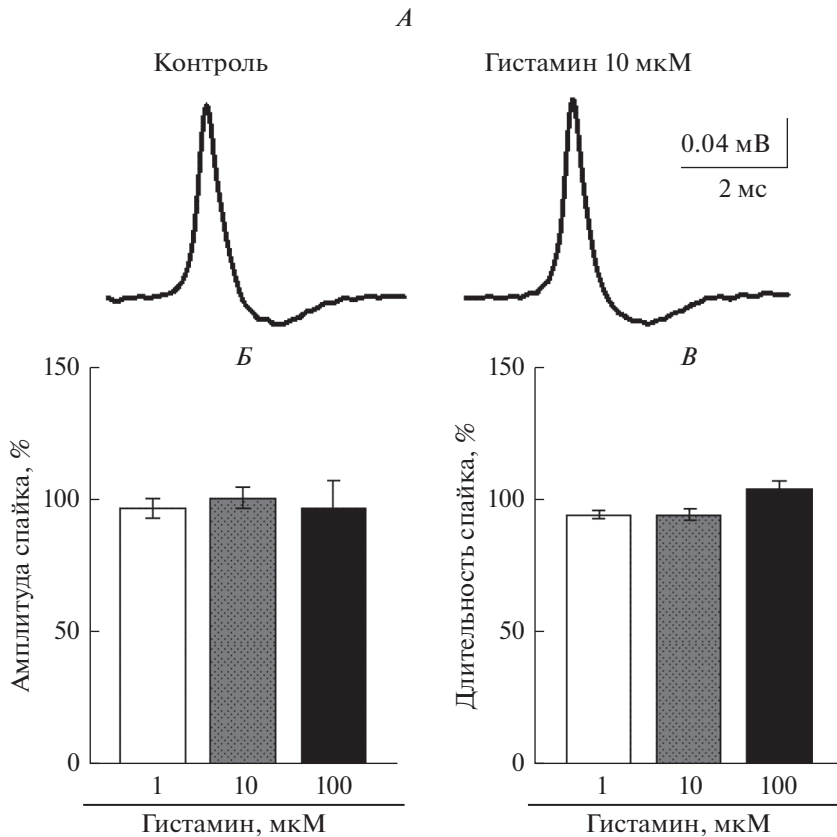 А
Контроль
Гистамин 10 мкМ
0.04 мВ
2 мс
Б
150
100
50
0
Амплитуда спайка, %
1 10 100
Гистамин, мкМ
В
150
100
50
0
Длительность спайка, %
1 10 100
Гистамин, мкМ